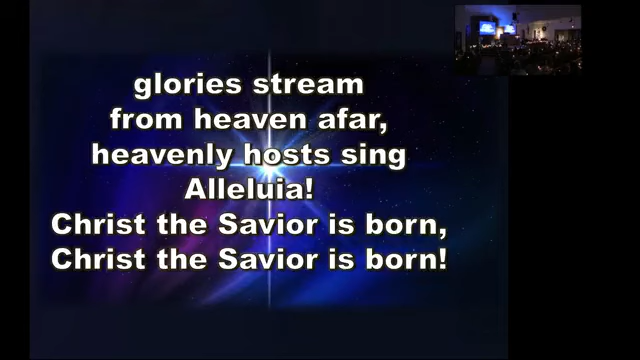 glories stream
from heaven afar,
heavenly hosts sing
Alleluia!
Christ the Savior is born,
Christ the Savior is born!